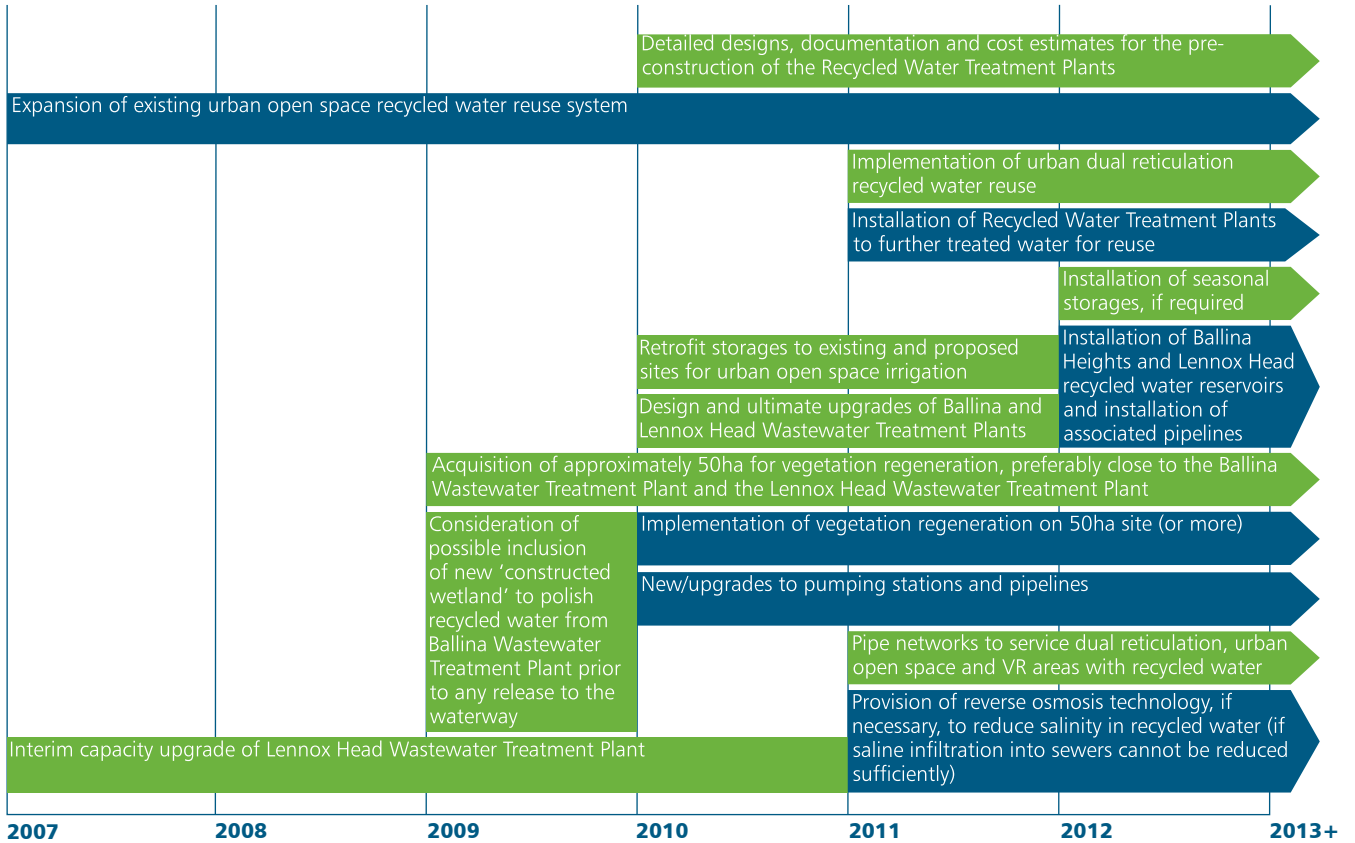 Detailed designs, documentation and cost estimates for the pre-
construction of the Recycled Water Treatment Plants
Expansion of existing urban open space recycled water reuse system
Implementation of urban dual reticulation
recycled water reuse
Installation of Recycled Water Treatment Plants
to further treated water for reuse
Installation of seasonal
storages, if required
Retrofit storages to existing and proposed
sites for urban open space irrigation
Installation of Ballina
Heights and Lennox Head
recycled water reservoirs
and installation of
associated pipelines
Design and ultimate upgrades of Ballina and
Lennox Head Wastewater Treatment Plants
Acquisition of approximately 50ha for vegetation regeneration, preferably close to the Ballina
Wastewater Treatment Plant and the Lennox Head Wastewater Treatment Plant
Consideration of
possible inclusion
of new ‘constructed
wetland’ to polish
recycled water from
Ballina Wastewater
Treatment Plant prior
to any release to the
waterway
Implementation of vegetation regeneration on 50ha site (or more)
New/upgrades to pumping stations and pipelines
Pipe networks to service dual reticulation, urban
open space and VR areas with recycled water
Provision of reverse osmosis technology, if
necessary, to reduce salinity in recycled water (if
saline infiltration into sewers cannot be reduced
sufficiently)
Interim capacity upgrade of Lennox Head Wastewater Treatment Plant
2007 2008 2009 2010 2011 2012 2013+